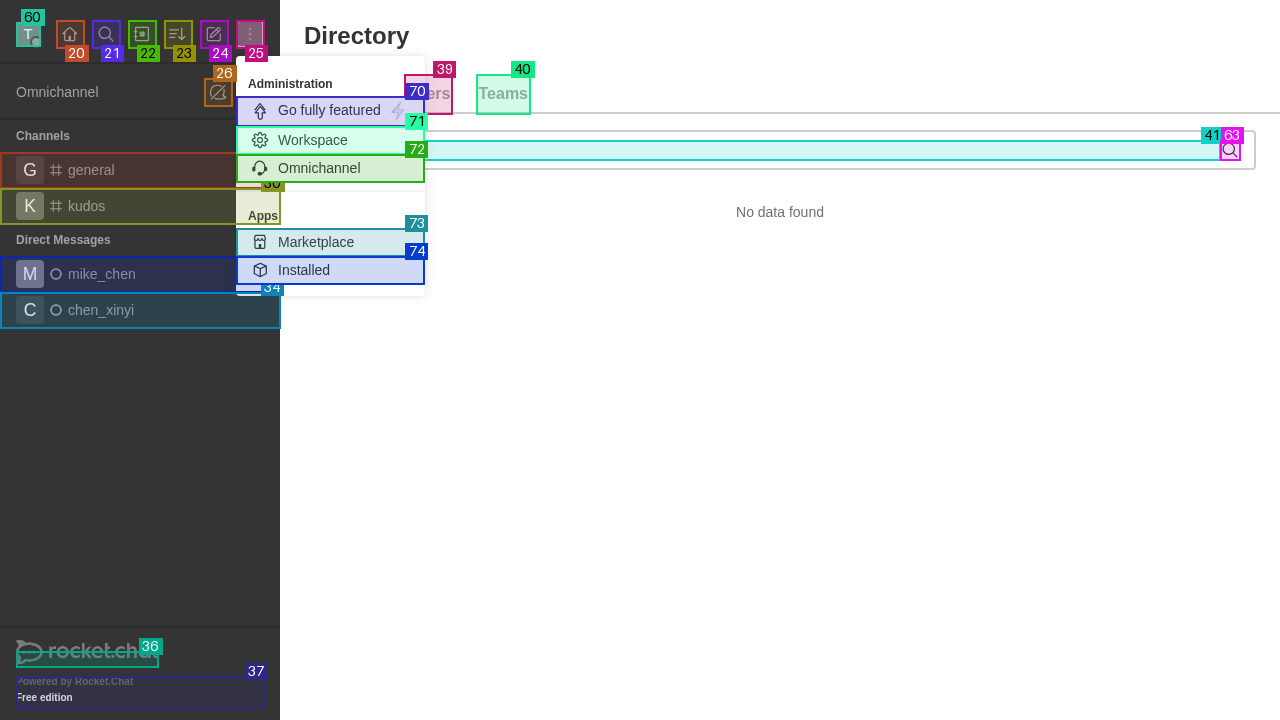 60
T
20
21
22
23
24
25
Directory
26
Omnichannel
Administration
39
ers
40
Teams
70
Go fully featured
71
Workspace
41
63
72
Omnichannel
Channels
G general
30
K kudos
Apps
No data found
73
Marketplace
Direct Messages
74
Installed
M mike_chen
34
C chen_xinyi
36
rocket.cha
37
Powered by Rocket.Chat
Free edition